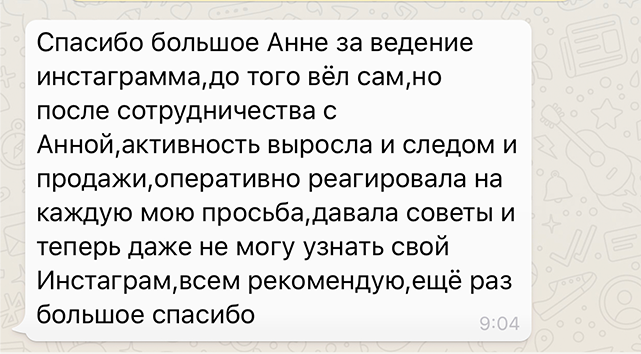 Спасибо большое Анне за ведение
инстаграмма,до того вёл сам,но
после сотрудничества с
Анной,активность выросла и следом и
продажи,оперативно реагировала на
каждую мою просьба,давала советы и
теперь даже не могу узнать свой
Инстаграм,всем рекомендую,ещё раз
большое спасибо
9:04